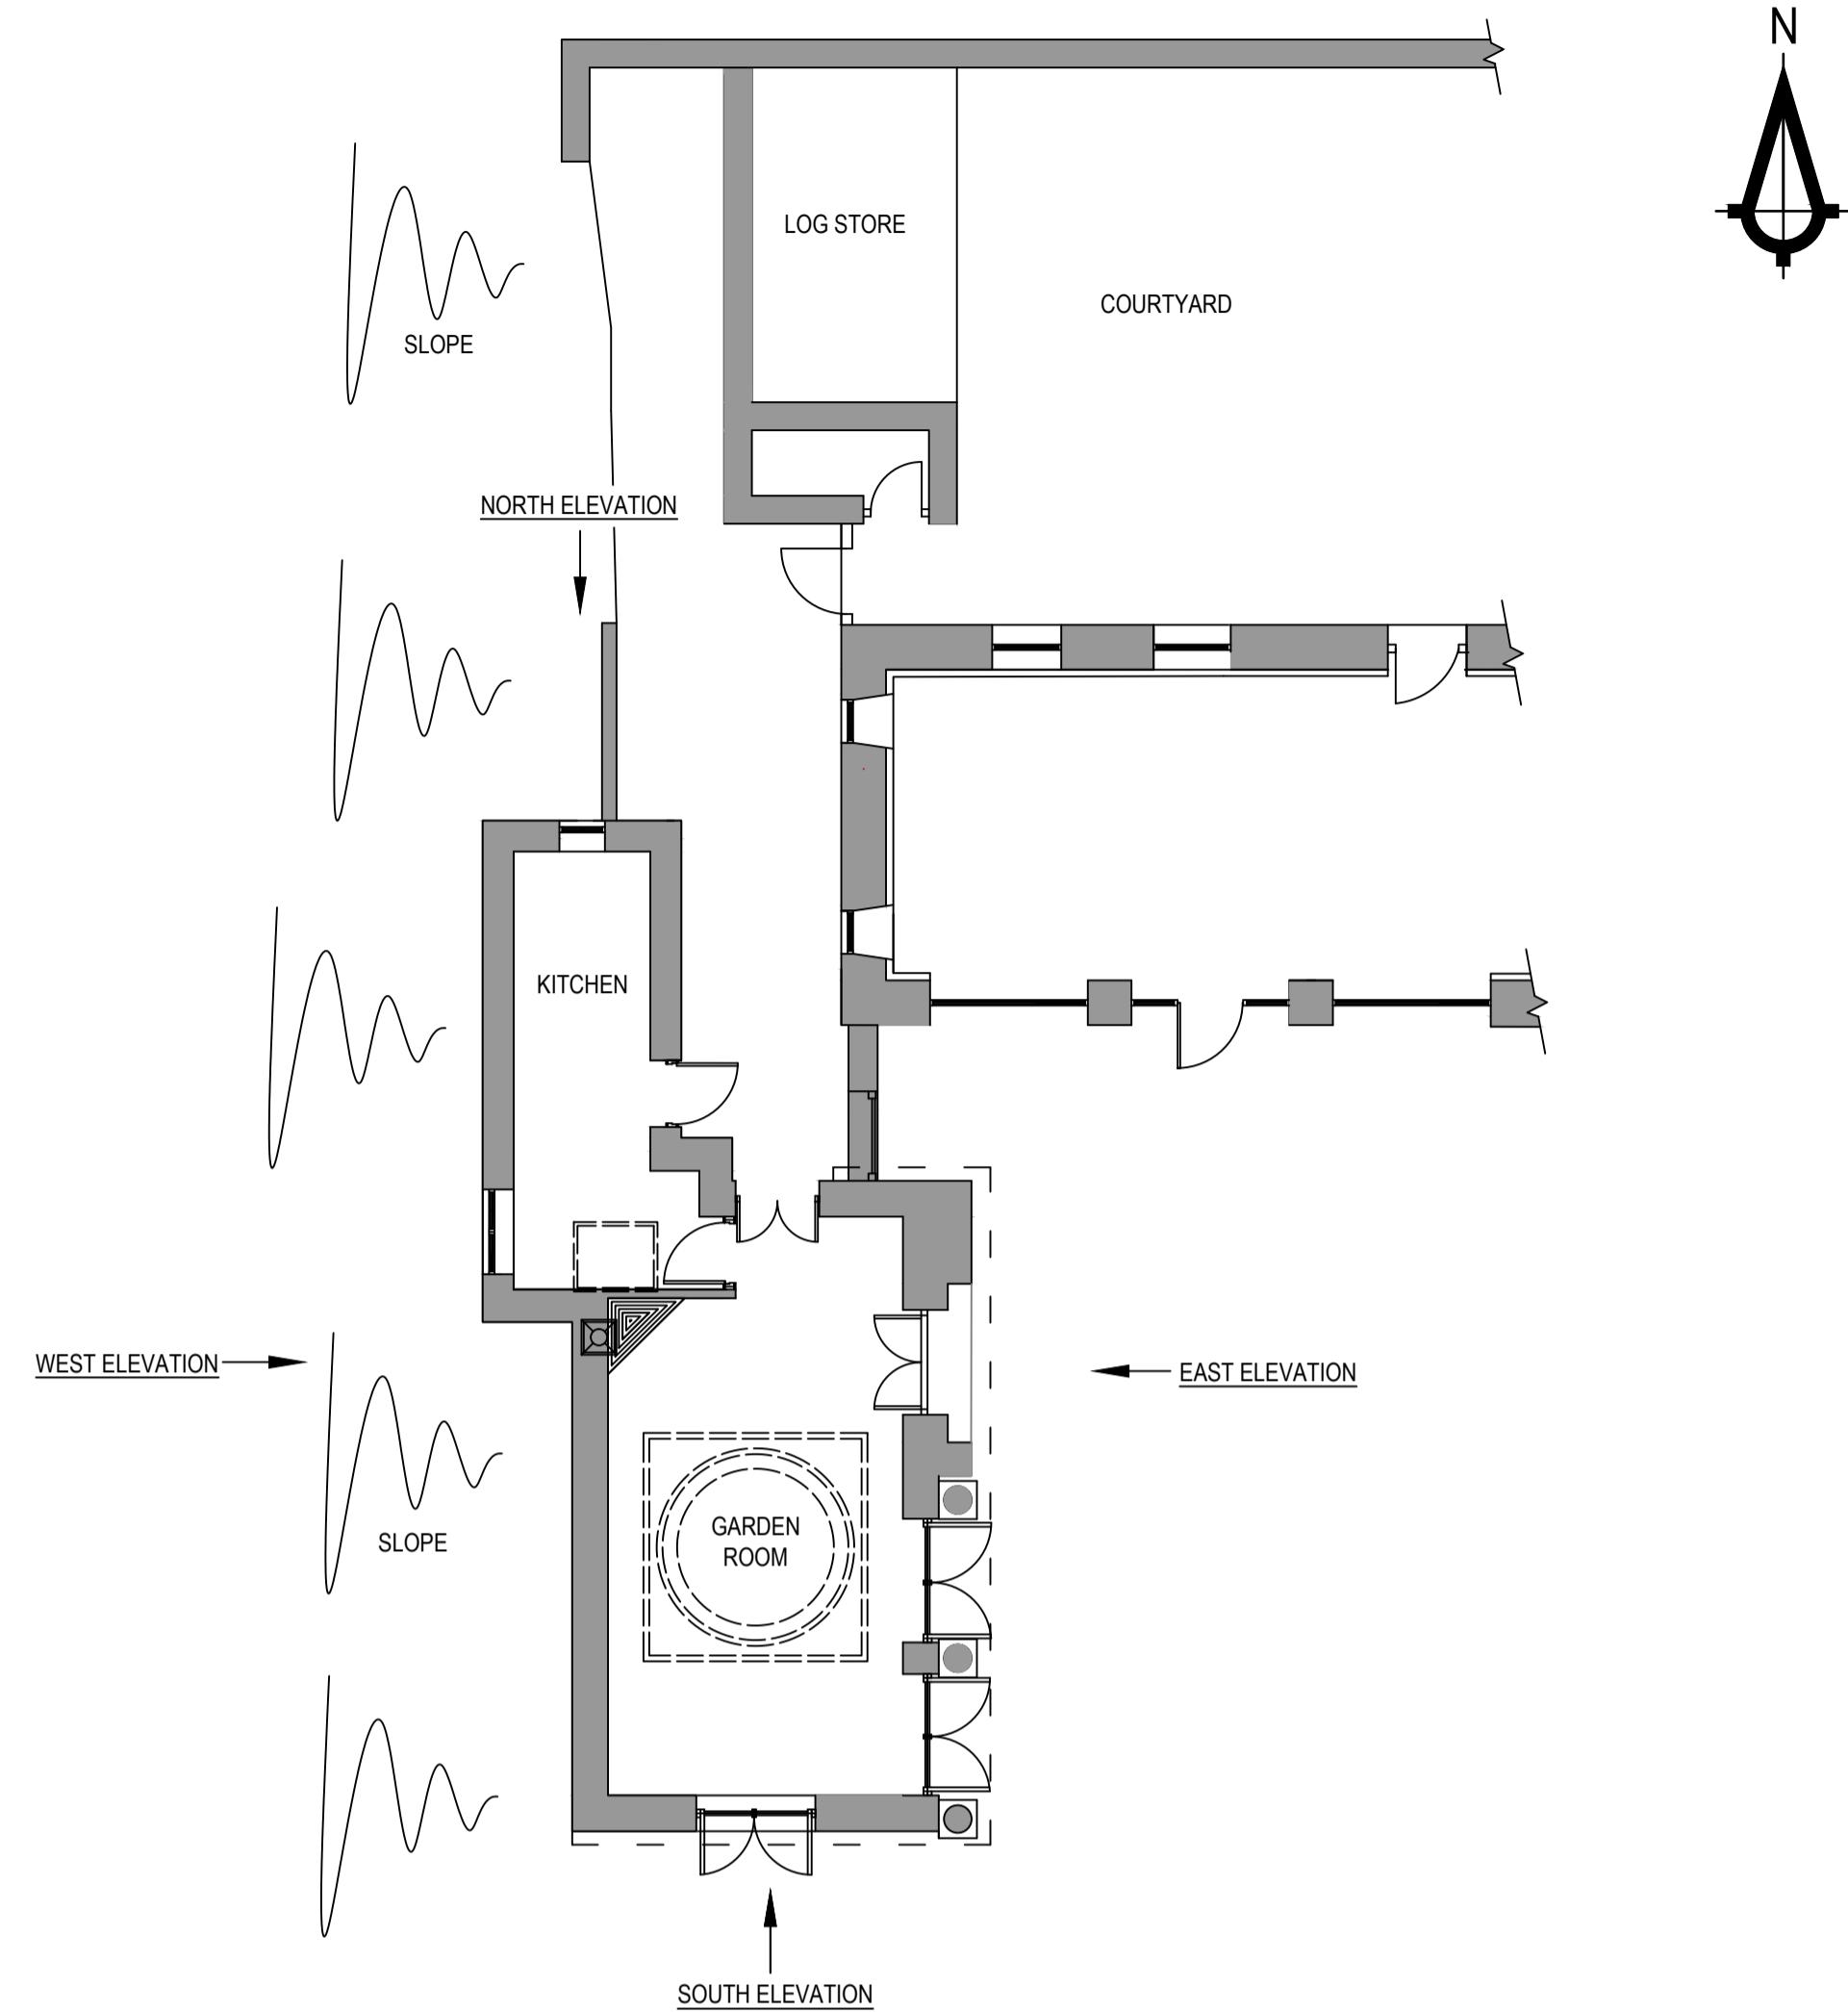 N
LOG STORE
COURTYARD
SLOPE
NORTH ELEVATION
KITCHEN
WEST ELEVATION
EAST ELEVATION
GARDEN
ROOM
SLOPE
SOUTH ELEVATION